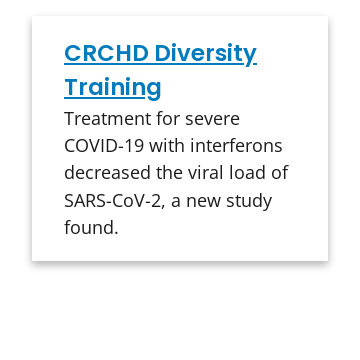 CRCHD Diversity
Training
Treatment for severe
COVID-19 with interferons
decreased the viral load of
SARS-CoV-2, a new study
found.